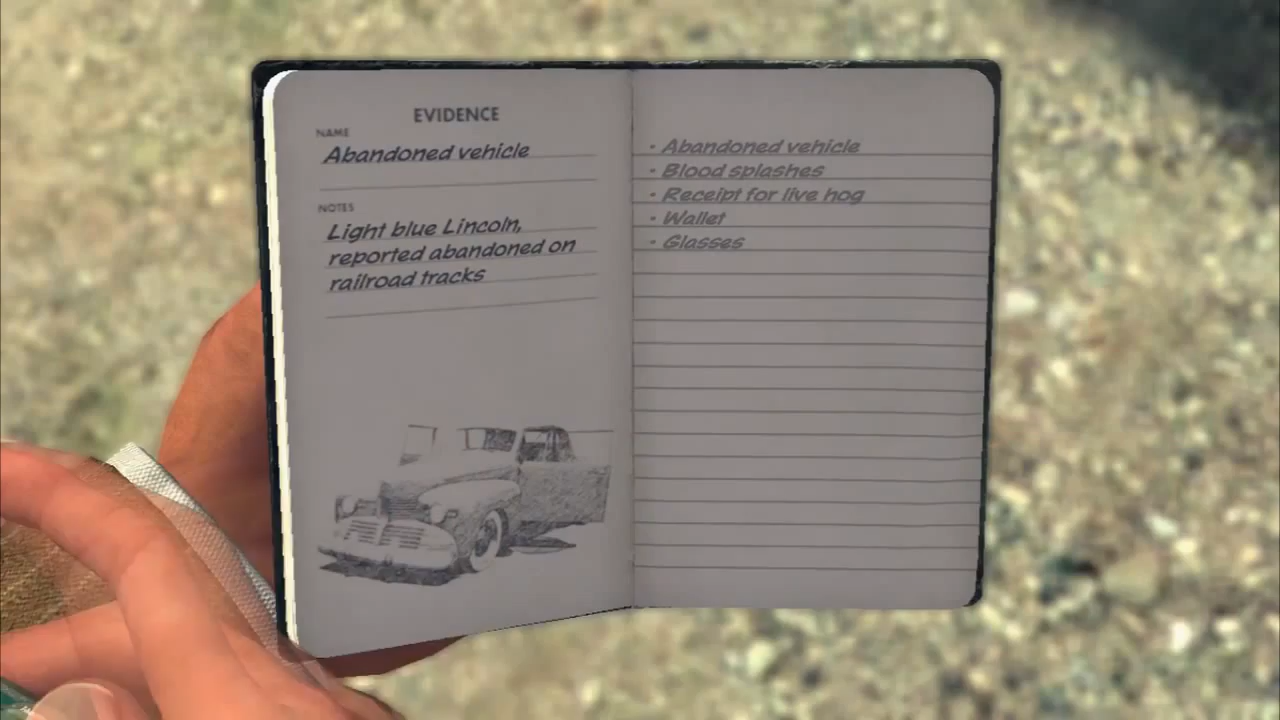 EVIDENCE
NAME
Abandoned vehicle
NOTES
Light blue Lincoln,
reported abandoned on
railroad tracks
· Abandoned vehicle
· Blood splashes
· Receipt for live hog
· Wallet
· Glasses